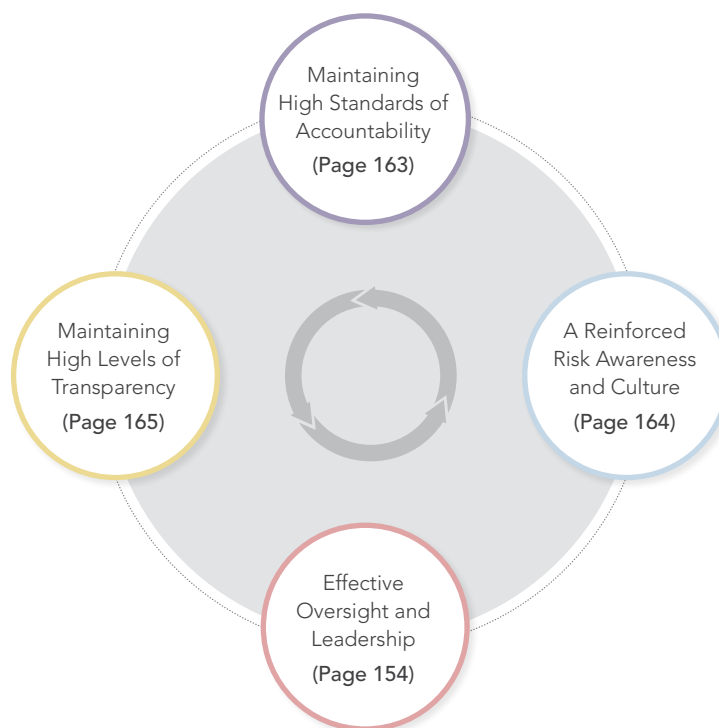 Maintaining
High Standards of
Accountability
(Page 163)
Maintaining
High Levels of
Transparency
(Page 165)
A Reinforced
Risk Awareness
and Culture
(Page 164)
Effective
Oversight and
Leadership
(Page 154)